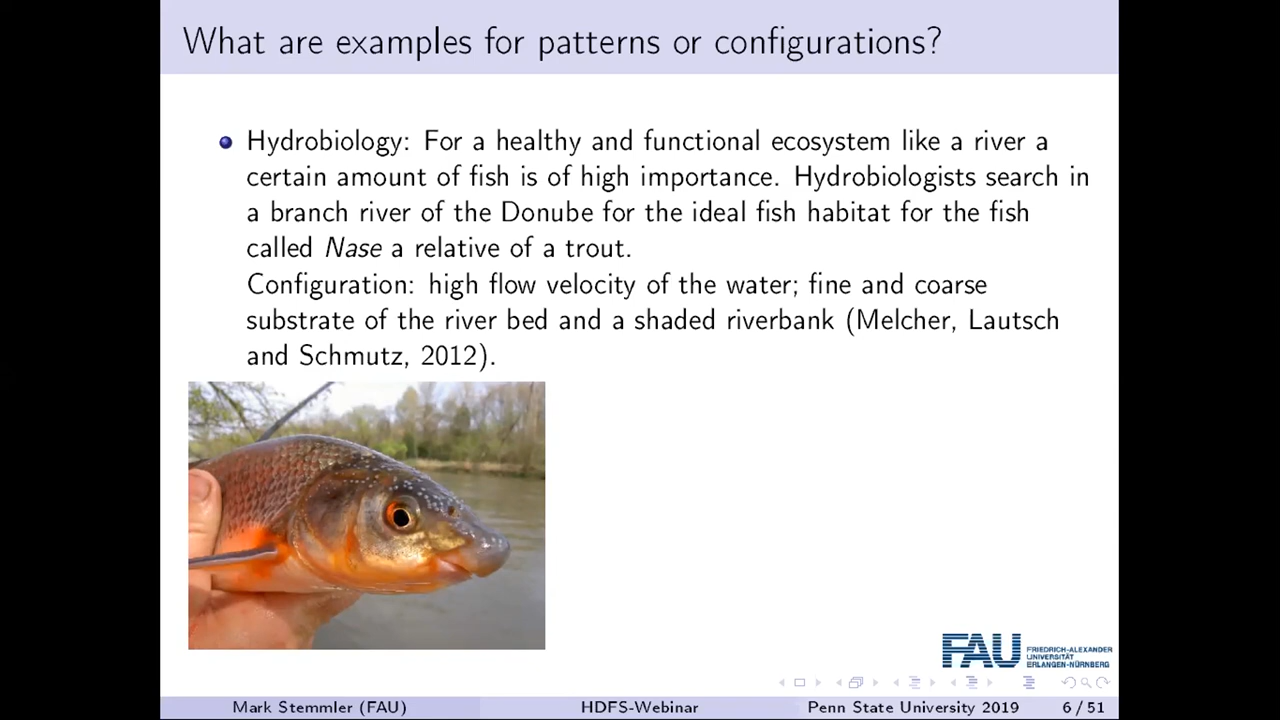 What are examples for patterns or configurations?
Hydrobiology: For a healthy and functional ecosystem like a river a
certain amount of fish is of high importance. Hydrobiologists search in
a branch river of the Donube for the ideal fish habitat for the fish
called Nase a relative of a trout.
Configuration: high flow velocity of the water; fine and coarse
substrate of the river bed and a shaded riverbank (Melcher, Lautsch
and Schmutz, 2012).
FAU
FRIEDRICH-ALEXANDER
UNIVERSITÄT
ERLANGEN-NÜRNBERG
Mark Stemmler (FAU) HDFS-Webinar Penn State University 2019 6 / 51